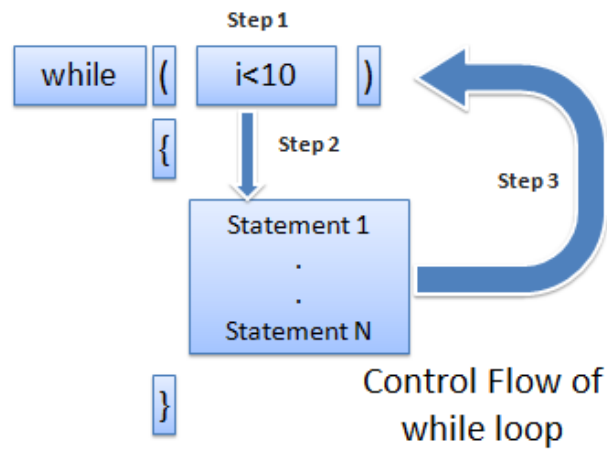 Step 1
while ( i<10 )
{
Step 2
Step 3
Statement 1
.
.
Statement N
}
Control Flow of
while loop